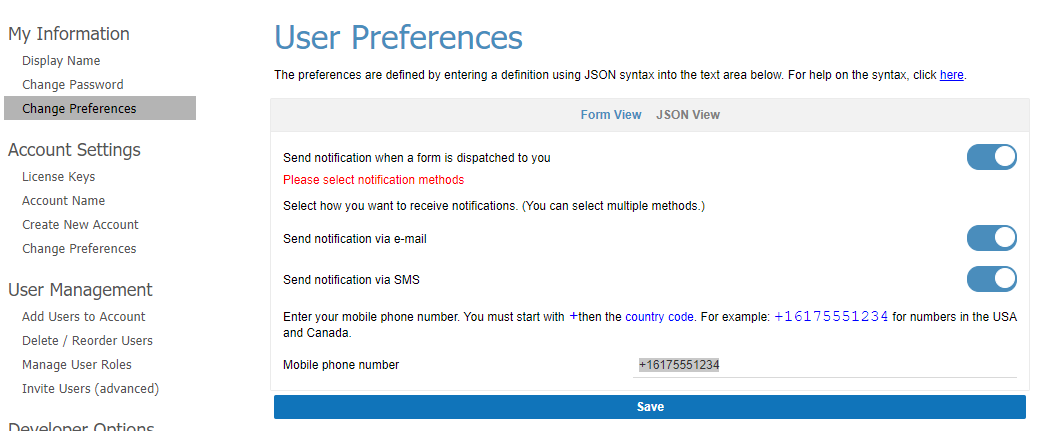 My Information
Display Name
Change Password
Change Preferences
Account Settings
License Keys
Account Name
Create New Account
Change Preferences
User Management
Add Users to Account
Delete / Reorder Users
Manage User Roles
Invite Users (advanced)
Developer Options
User Preferences
The preferences are defined by entering a definition using JSON syntax into the text area below. For help on the syntax, click here.
Form View JSON View
Send notification when a form is dispatched to you
Please select notification methods
Select how you want to receive notifications. (You can select multiple methods.)
Send notification via e-mail
Send notification via SMS
Enter your mobile phone number. You must start with +then the country code. For example: +16175551234 for numbers in the USA
and Canada.
Mobile phone number +16175551234
Save